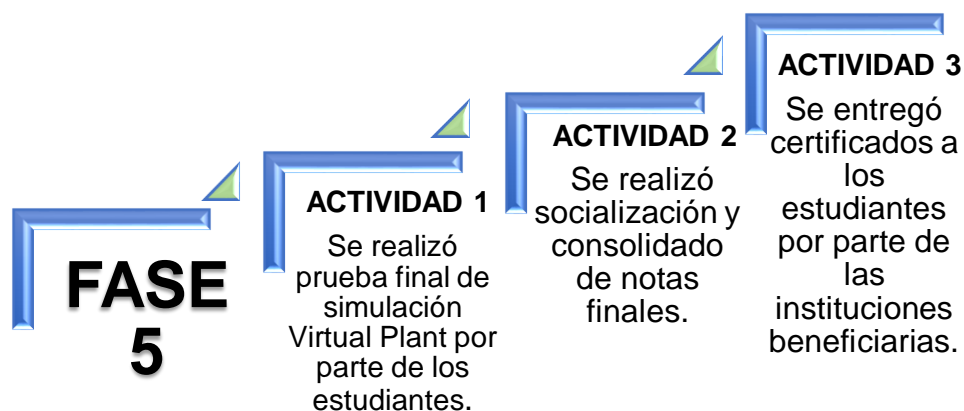 FASE
5
ACTIVIDAD 1
Se realizó
prueba final de
simulación
Virtual Plant por
parte de los
estudiantes.
ACTIVIDAD 2
Se realizó
socialización y
consolidado
de notas
finales.
ACTIVIDAD 3
Se entregó
certificados a
los
estudiantes
por parte de
las
instituciones
beneficiarias.